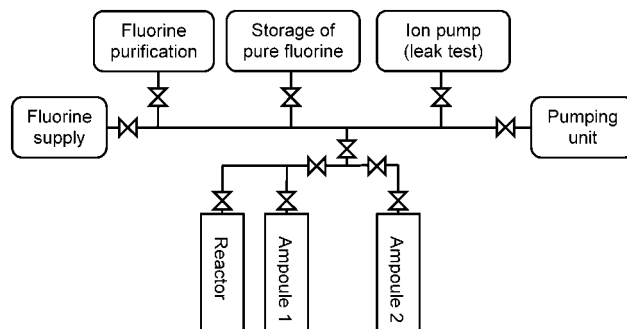 Fluorine
purification
Storage of
pure fluorine
Ion pump
(leak test)
Fluorine
supply
Pumping
unit
Reactor
Ampoule 1
Ampoule 2